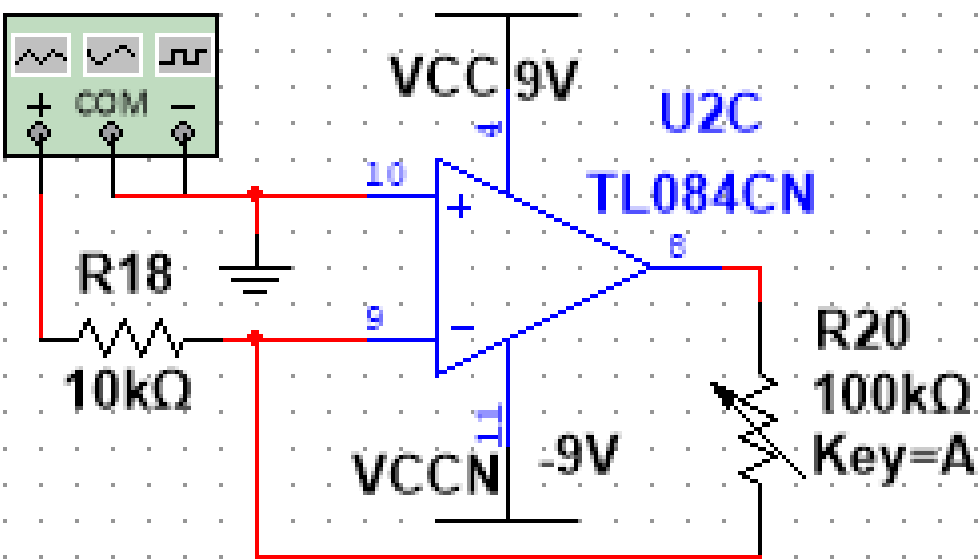 + COM −
VCC 9V
4
U2C
TL084CN
10
+
8
R18
10kΩ
9
−
R20
100kΩ
Key=A
11
VCCN
-9V